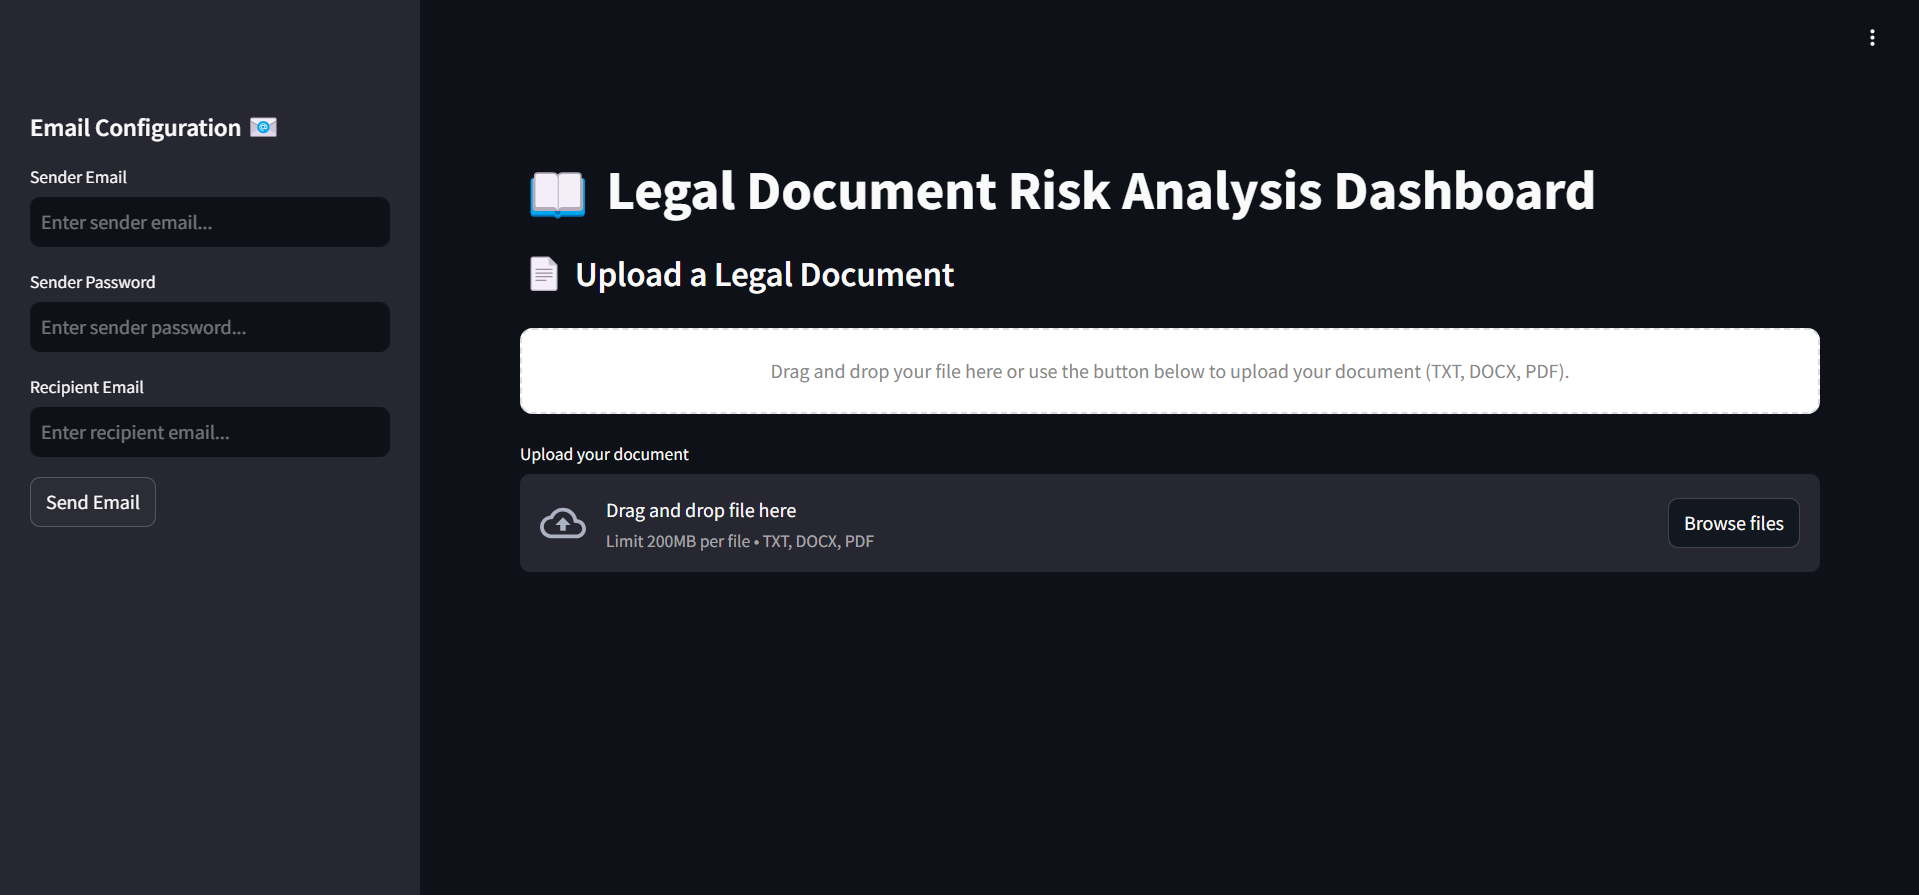 Email Configuration
Sender Email
Enter sender email...
Sender Password
Enter sender password...
Recipient Email
Enter recipient email...
Send Email
Legal Document Risk Analysis Dashboard
Upload a Legal Document
Drag and drop your file here or use the button below to upload your document (TXT, DOCX, PDF).
Upload your document
Drag and drop file here
Limit 200MB per file • TXT, DOCX, PDF
Browse files